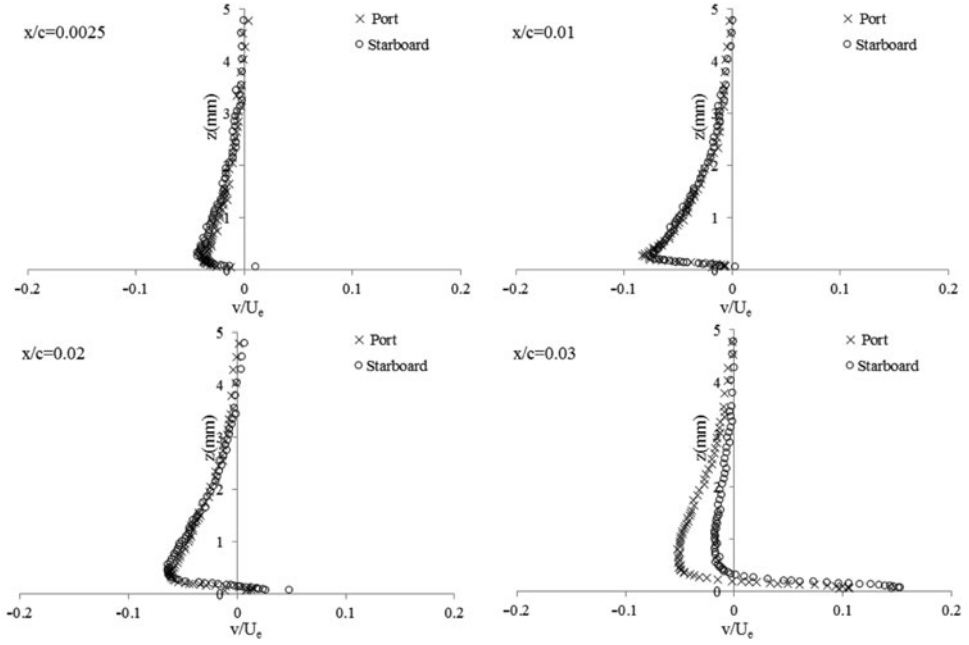 x/c=0.0025
× Port
○ Starboard
5
4
3
2
1
0
z(mm)
−0.2
−0.1
0
0.1
0.2
v/Uₑ
x/c=0.01
× Port
○ Starboard
5
4
3
2
1
0
z(mm)
−0.2
−0.1
0
0.1
0.2
v/Uₑ
x/c=0.02
× Port
○ Starboard
5
4
3
2
1
0
z(mm)
−0.2
−0.1
0
0.1
0.2
v/Uₑ
x/c=0.03
× Port
○ Starboard
5
4
3
2
1
0
z(mm)
−0.2
−0.1
0
0.1
0.2
v/Uₑ